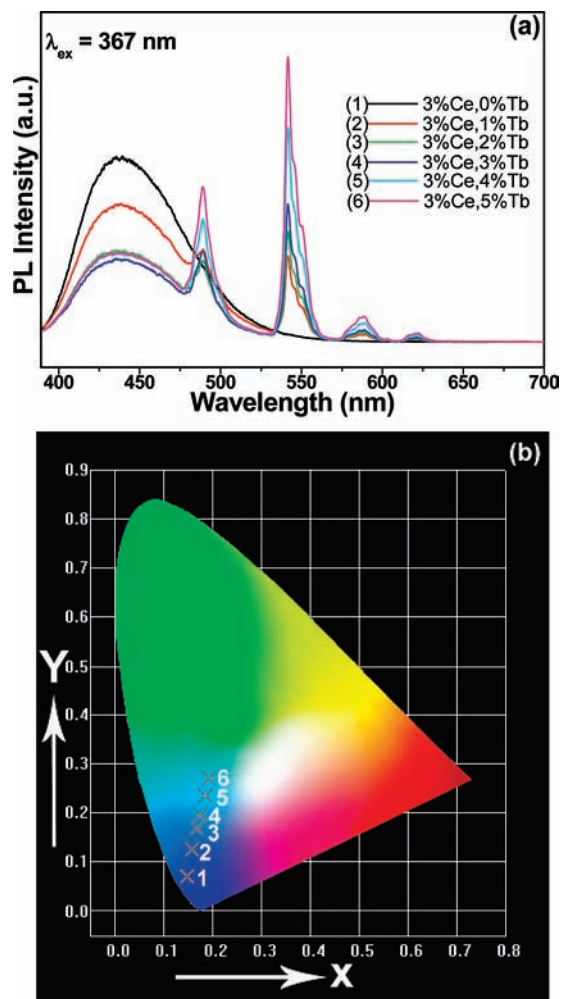 (a)
λex = 367 nm
(1) 3%Ce,0%Tb
(2) 3%Ce,1%Tb
(3) 3%Ce,2%Tb
(4) 3%Ce,3%Tb
(5) 3%Ce,4%Tb
(6) 3%Ce,5%Tb
PL Intensity (a.u.)
400 450 500 550 600 650 700
Wavelength (nm)
(b)
0.9
0.8
0.7
0.6
0.5
0.4
0.3
0.2
0.1
0.0
Y
6
5
4
3
2
1
0.0 0.1 0.2 0.3 0.4 0.5 0.6 0.7 0.8
X